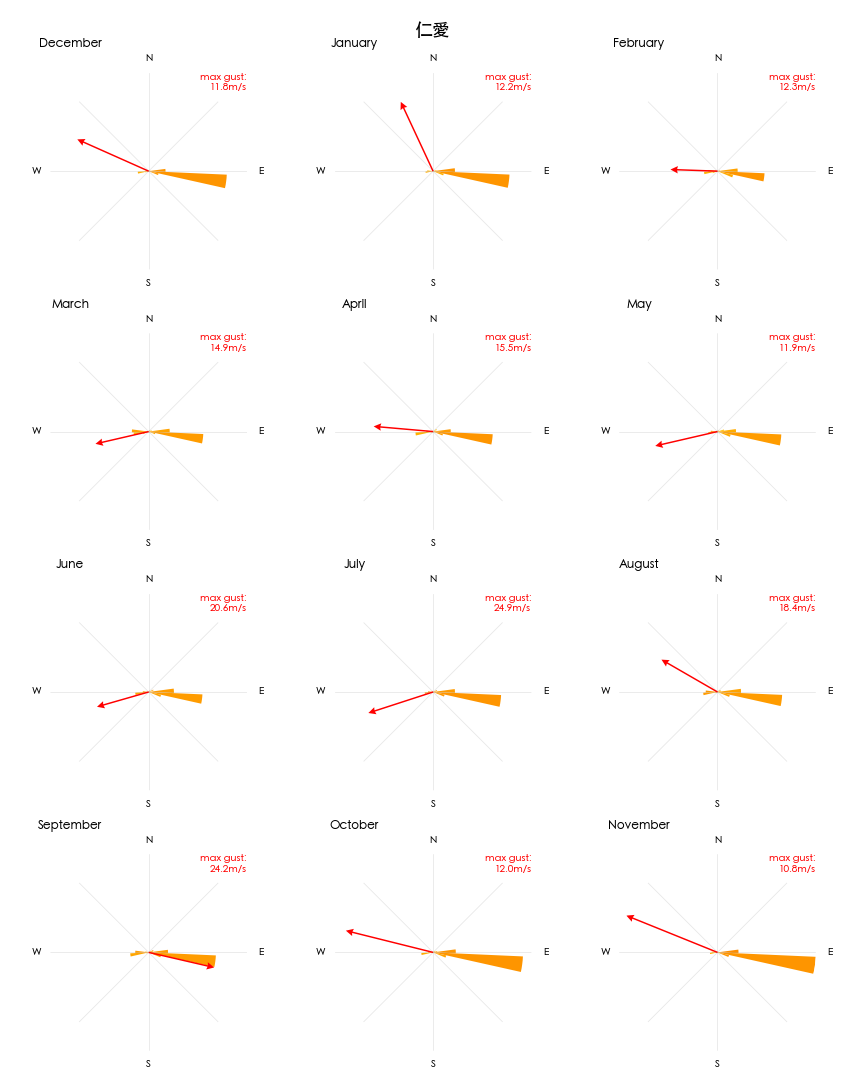 仁愛
December
N
max gust:
11.8m/s
W
E
S
January
N
max gust:
12.2m/s
W
E
S
February
N
max gust:
12.3m/s
W
E
S
March
N
max gust:
14.9m/s
W
E
S
April
N
max gust:
15.5m/s
W
E
S
May
N
max gust:
11.9m/s
W
E
S
June
N
max gust:
20.6m/s
W
E
S
July
N
max gust:
24.9m/s
W
E
S
August
N
max gust:
18.4m/s
W
E
S
September
N
max gust:
24.2m/s
W
E
S
October
N
max gust:
12.0m/s
W
E
S
November
N
max gust:
10.8m/s
W
E
S